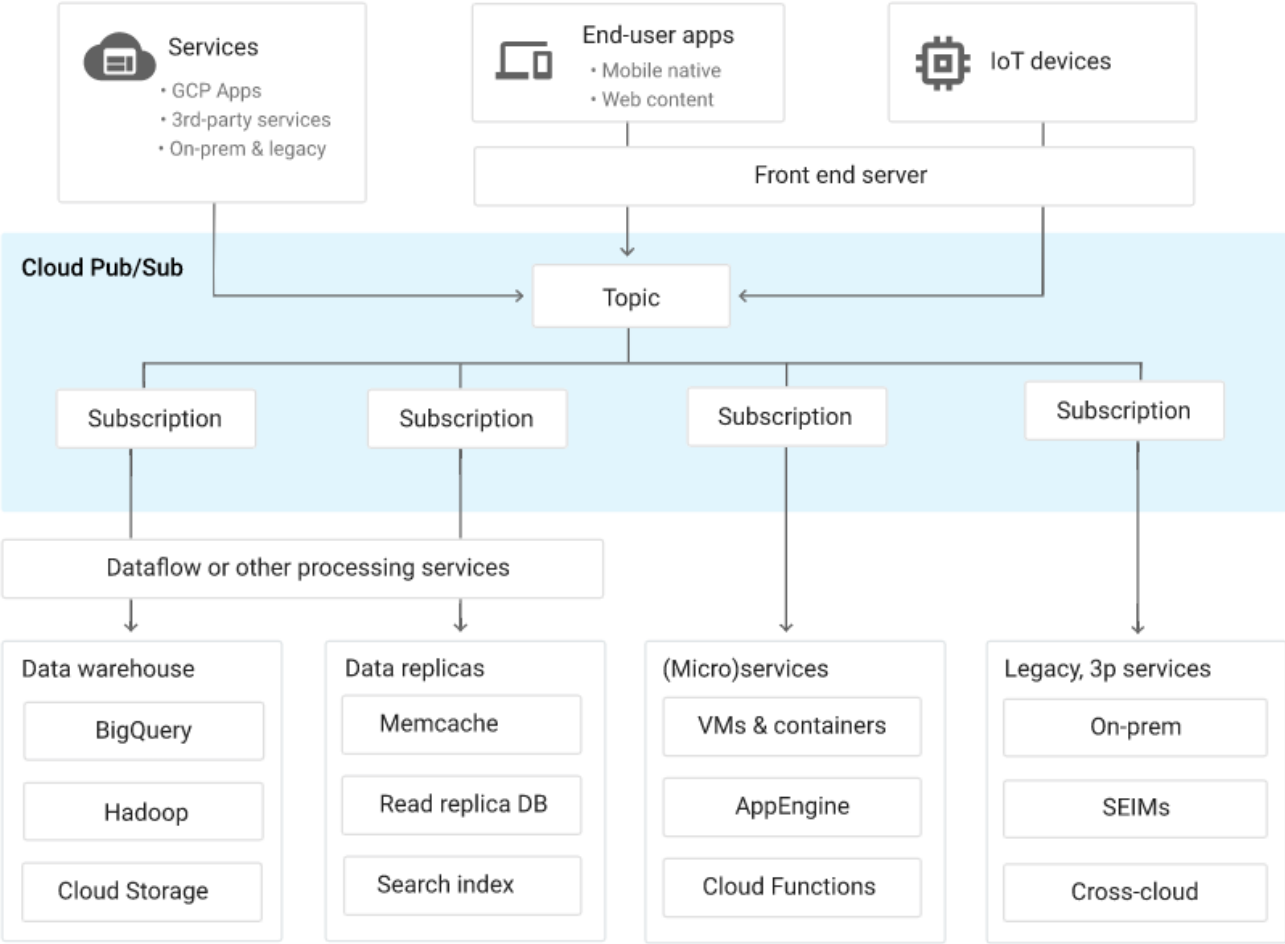 Services
• GCP Apps
• 3rd-party services
• On-prem & legacy
End-user apps
• Mobile native
• Web content
IoT devices
Front end server
Cloud Pub/Sub
Topic
Subscription
Subscription
Subscription
Subscription
Dataflow or other processing services
Data warehouse
BigQuery
Hadoop
Cloud Storage
Data replicas
Memcache
Read replica DB
Search index
(Micro)services
VMs & containers
AppEngine
Cloud Functions
Legacy, 3p services
On-prem
SEIMs
Cross-cloud